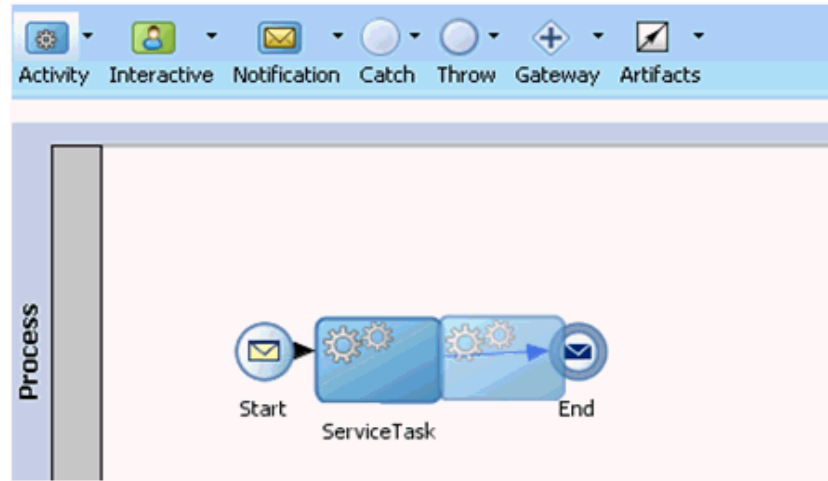 Activity Interactive Notification Catch Throw Gateway Artifacts
Process
Start
End
ServiceTask